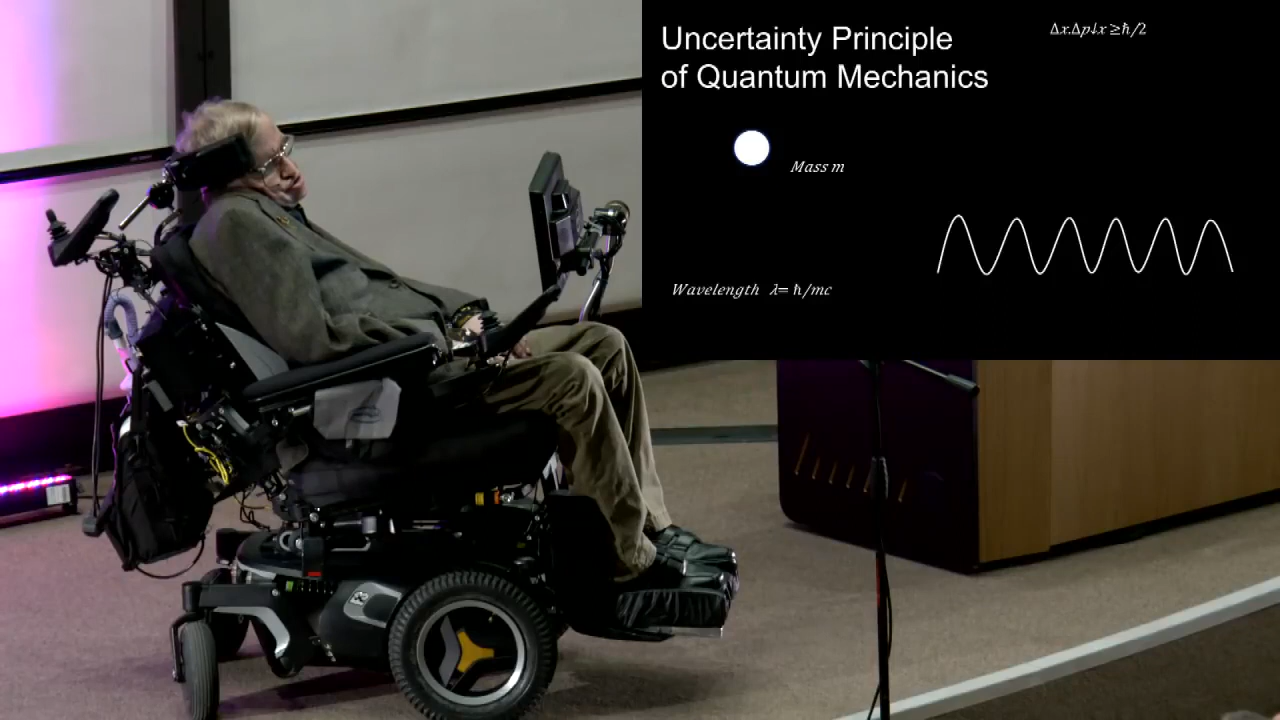 Uncertainty Principle
of Quantum Mechanics
Δx.Δp↓x ≥ℏ/2
Mass m
Wavelength λ= ℏ/mc